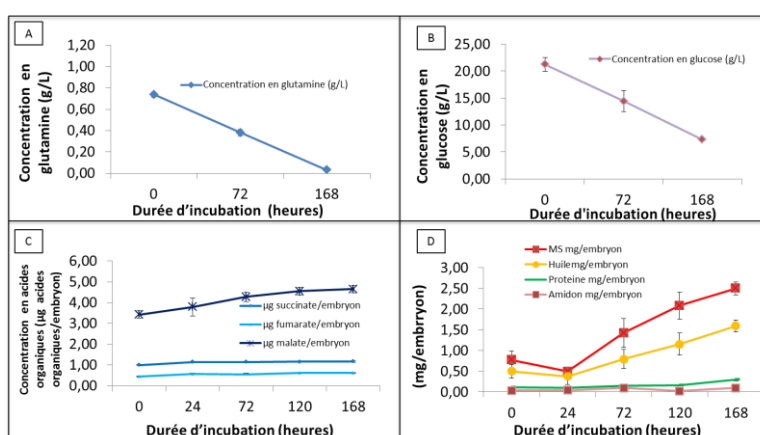 A
Concentration en
glutamine (g/L)
1,20
1,00
0,80
0,60
0,40
0,20
0,00
Concentration en glutamine (g/L)
0 72 168
Durée d'incubation (heures)
B
Concentration en
glucose (g/L)
25,00
20,00
15,00
10,00
5,00
0,00
Concentration en glucose (g/L)
0 72 168
Durée d'incubation (heures)
C
Concentration en acides
organiques (µg acides
organiques/embryon)
6,00
5,00
4,00
3,00
2,00
1,00
0,00
µg succinate/embryon
µg fumarate/embryon
µg malate/embryon
0 24 72 120 168
Durée d'incubation (heures)
D
MS mg/embryon
Huile mg/embryon
Proteine mg/embryon
Amidon mg/embryon
(mg/embrryon)
3,00
2,50
2,00
1,50
1,00
0,50
0,00
0 24 72 120 168
Durée d'incubation (heures)